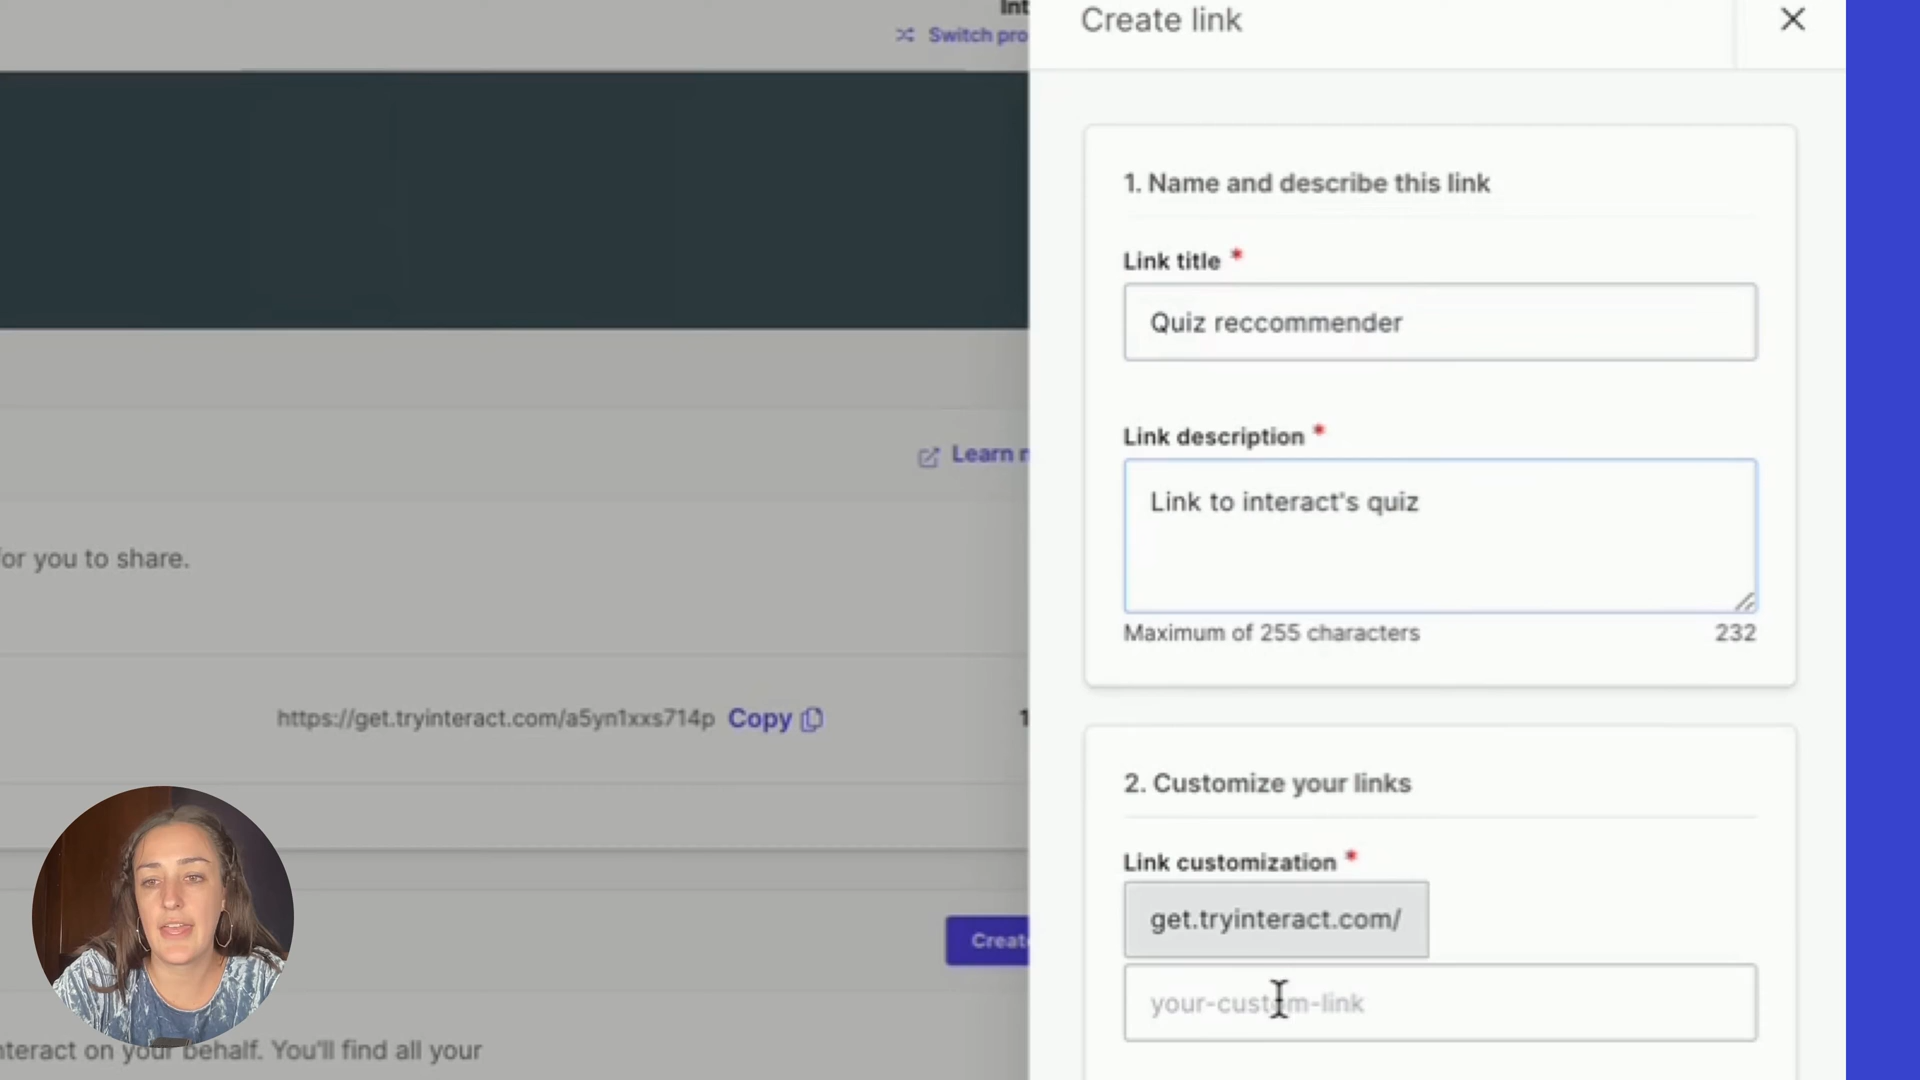 Int
Switch pro
Create link
1. Name and describe this link
Link title *
Quiz reccommender
Link description *
Link to interact's quiz
Maximum of 255 characters 232
Learn
or you to share.
https://get.tryinteract.com/a5yn1xxs714p Copy 1
2. Customize your links
Link customization *
get.tryinteract.com/
your-custom-link
Creat
nteract on your behalf. You'll find all your